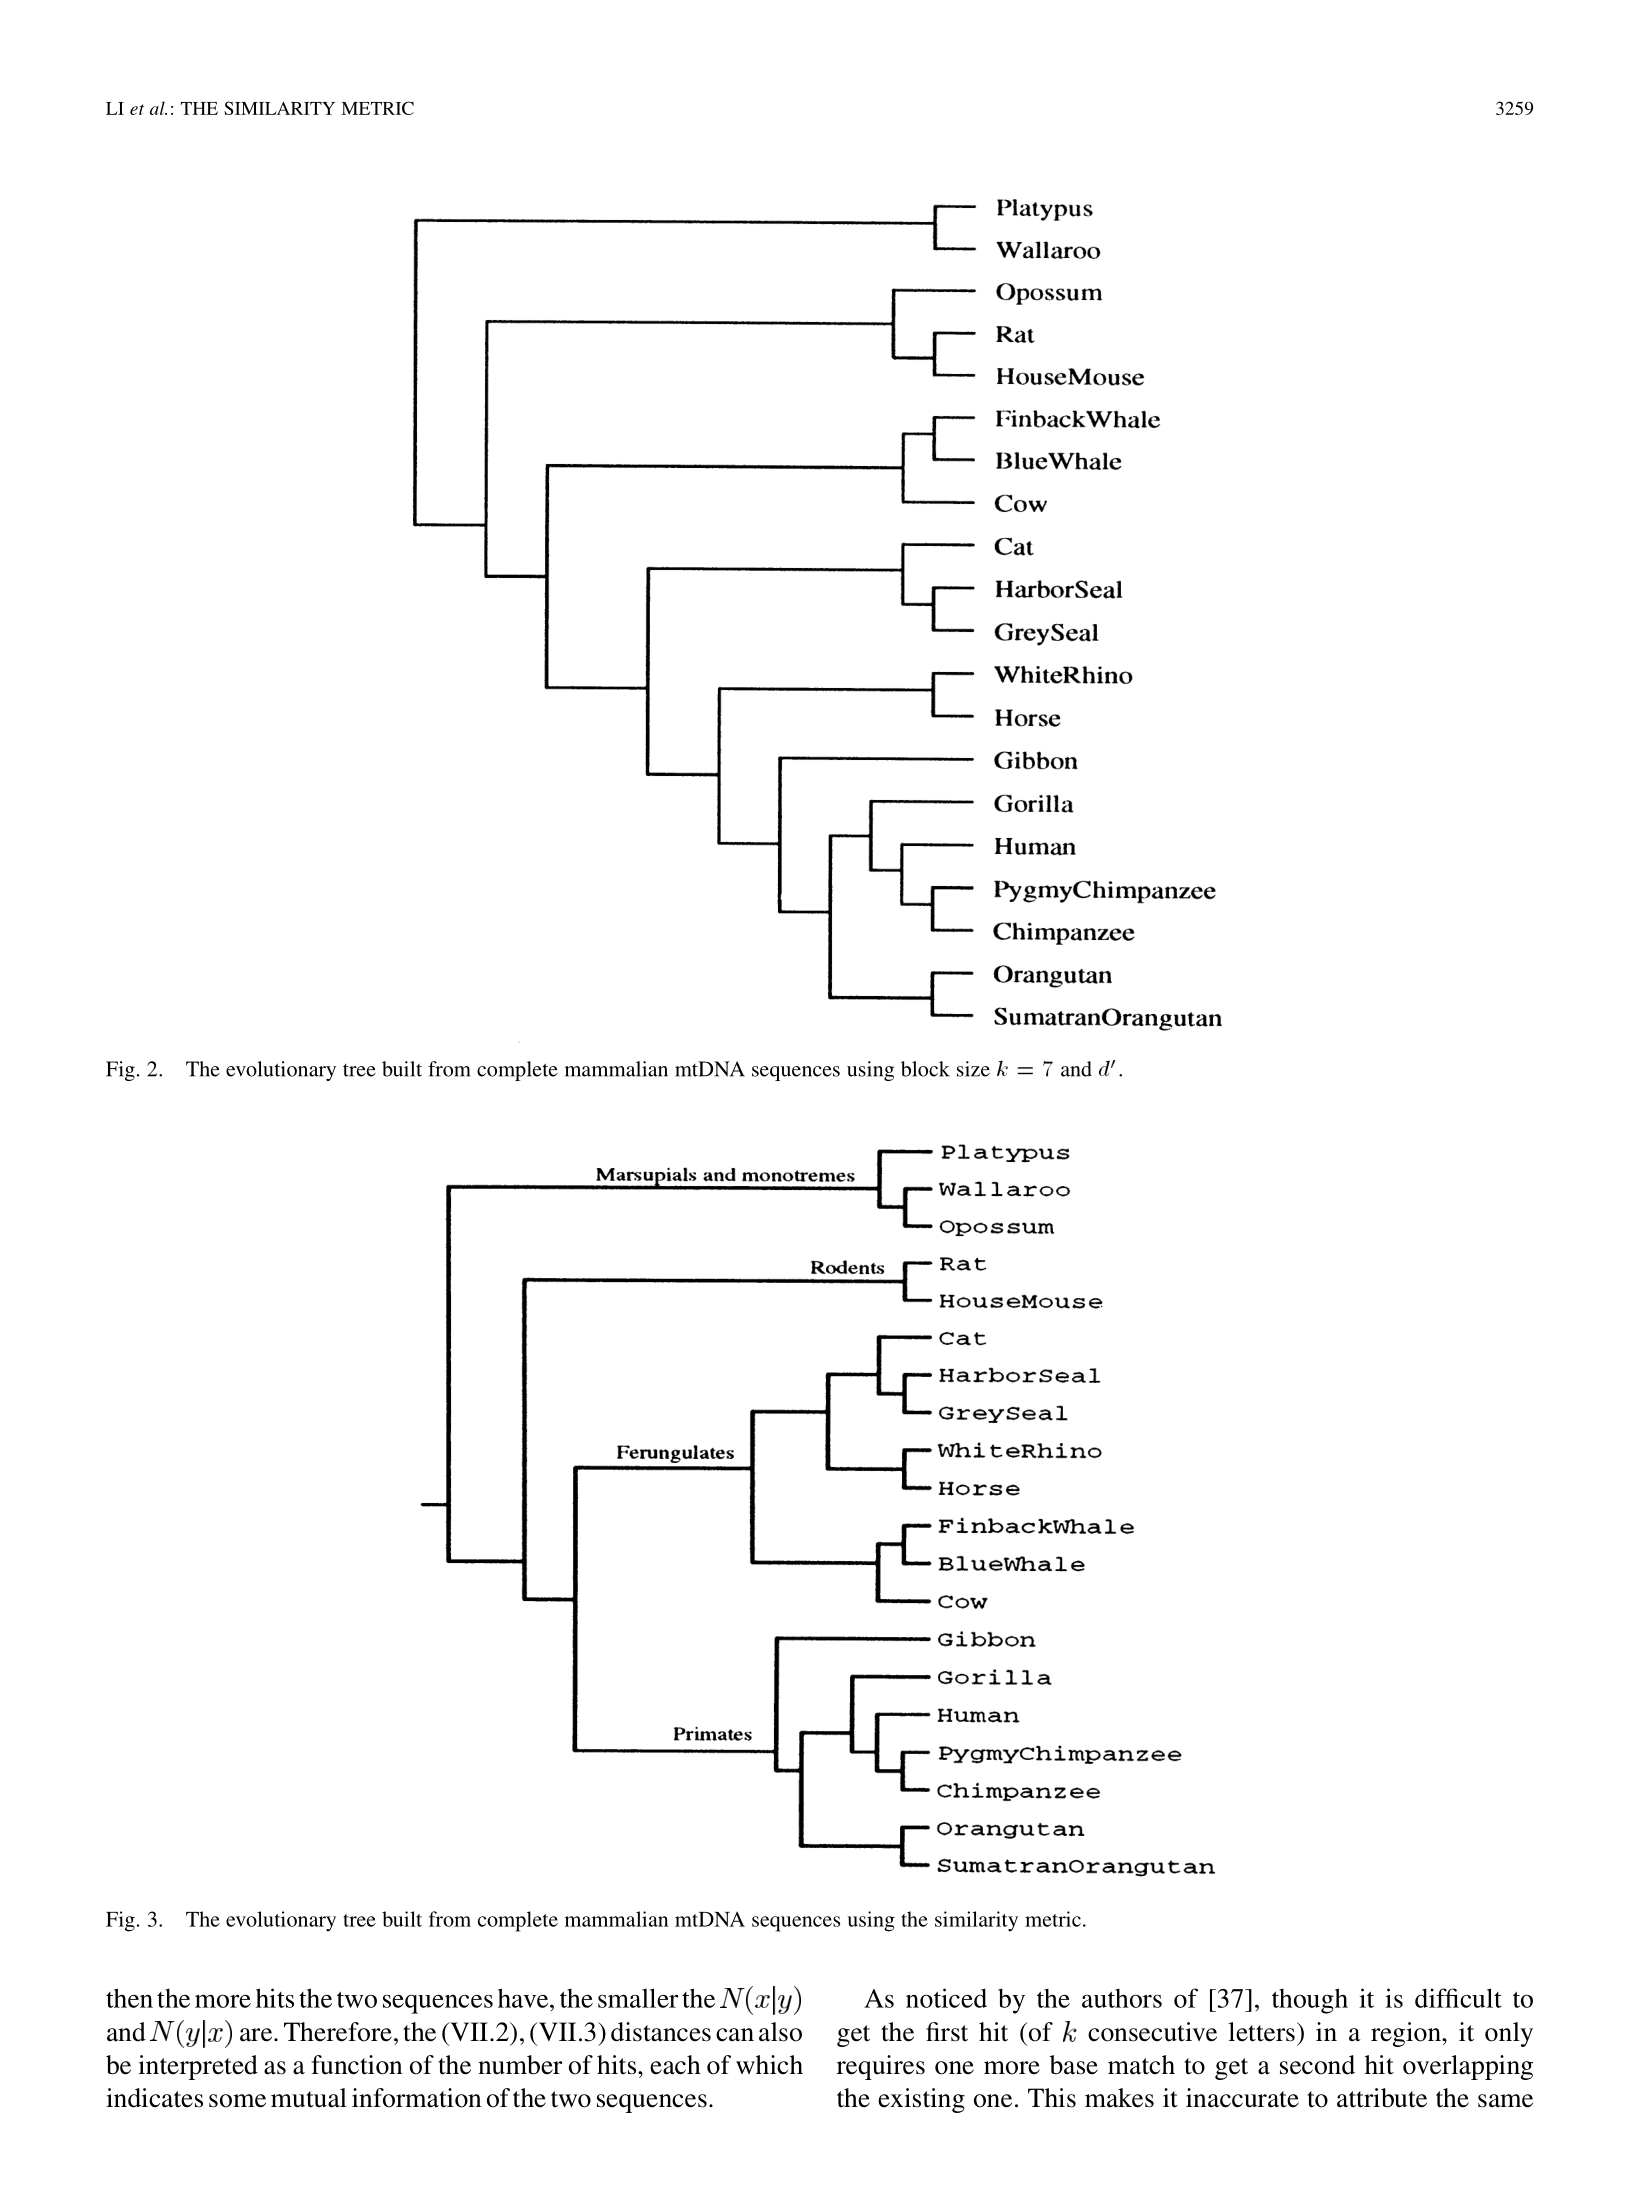 LI et al.: THE SIMILARITY METRIC 3259
Platypus
Wallaroo
Opossum
Rat
HouseMouse
FinbackWhale
BlueWhale
Cow
Cat
HarborSeal
GreySeal
WhiteRhino
Horse
Gibbon
Gorilla
Human
PygmyChimpanzee
Chimpanzee
Orangutan
SumatranOrangutan
Fig. 2. The evolutionary tree built from complete mammalian mtDNA sequences using block size k = 7 and d′.
Platypus
Marsupials and monotremes
Wallaroo
Opossum
Rat
Rodents
HouseMouse
Cat
HarborSeal
GreySeal
Ferungulates
WhiteRhino
Horse
FinbackWhale
BlueWhale
Cow
Gibbon
Gorilla
Human
Primates
PygmyChimpanzee
Chimpanzee
Orangutan
SumatranOrangutan
Fig. 3. The evolutionary tree built from complete mammalian mtDNA sequences using the similarity metric.
then the more hits the two sequences have, the smaller the N(x|y)
and N(y|x) are. Therefore, the (VII.2), (VII.3) distances can also
be interpreted as a function of the number of hits, each of which
indicates some mutual information of the two sequences.
As noticed by the authors of [37], though it is difficult to
get the first hit (of k consecutive letters) in a region, it only
requires one more base match to get a second hit overlapping
the existing one. This makes it inaccurate to attribute the same